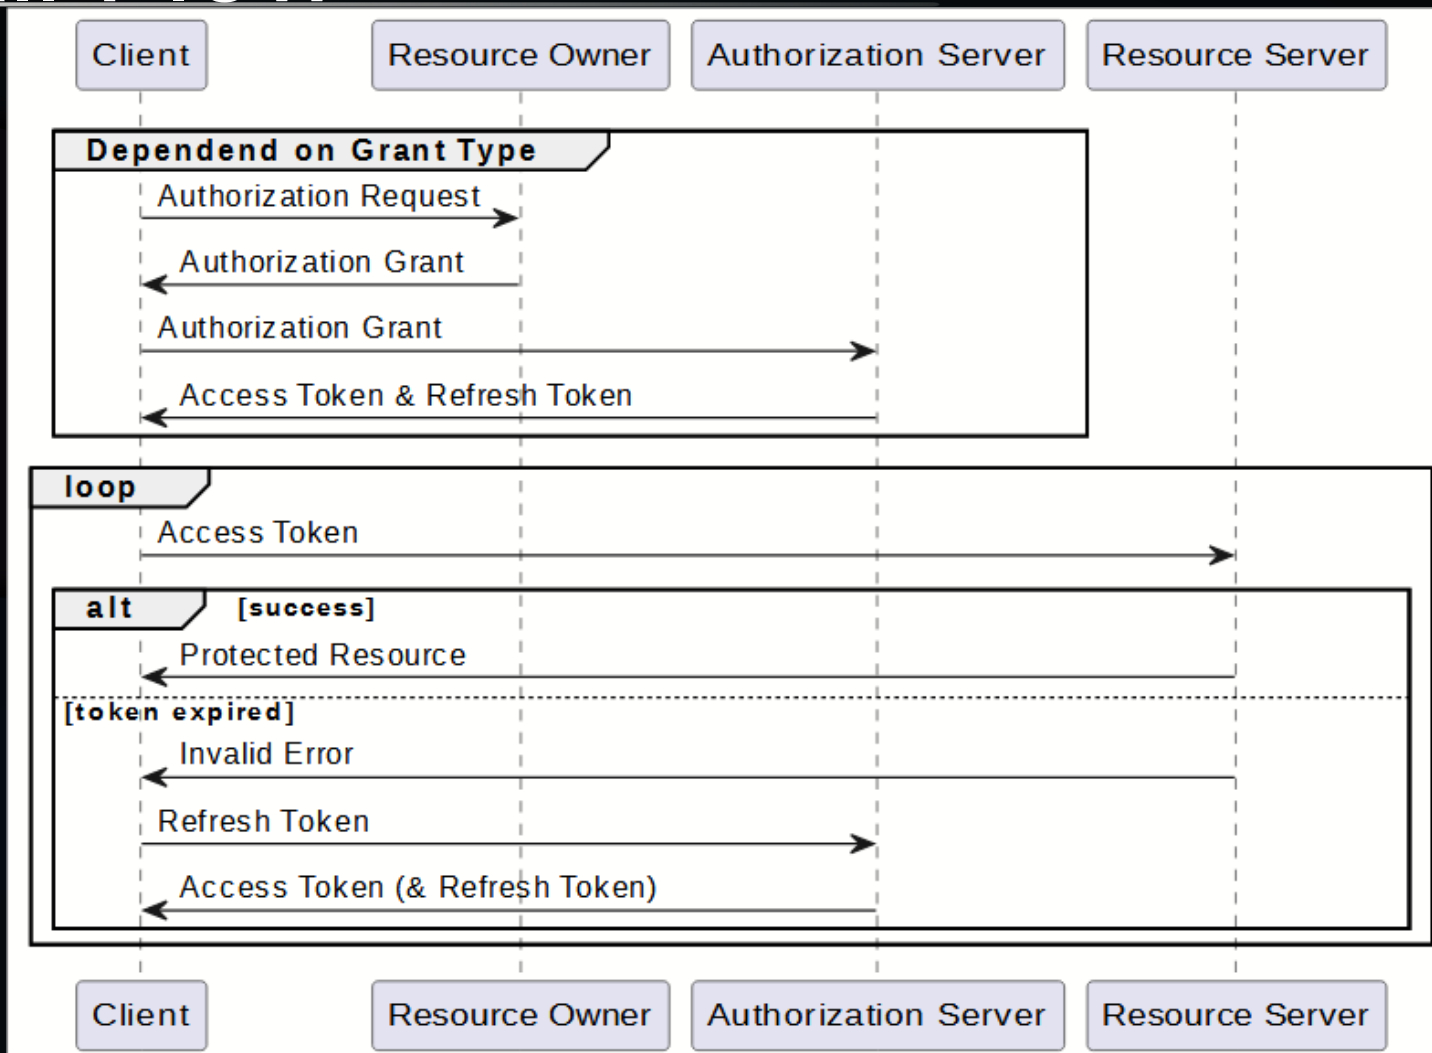 Client Resource Owner Authorization Server Resource Server
Dependend on Grant Type
Authorization Request
Authorization Grant
Authorization Grant
Access Token & Refresh Token
loop
Access Token
alt [success]
Protected Resource
[token expired]
Invalid Error
Refresh Token
Access Token (& Refresh Token)
Client Resource Owner Authorization Server Resource Server